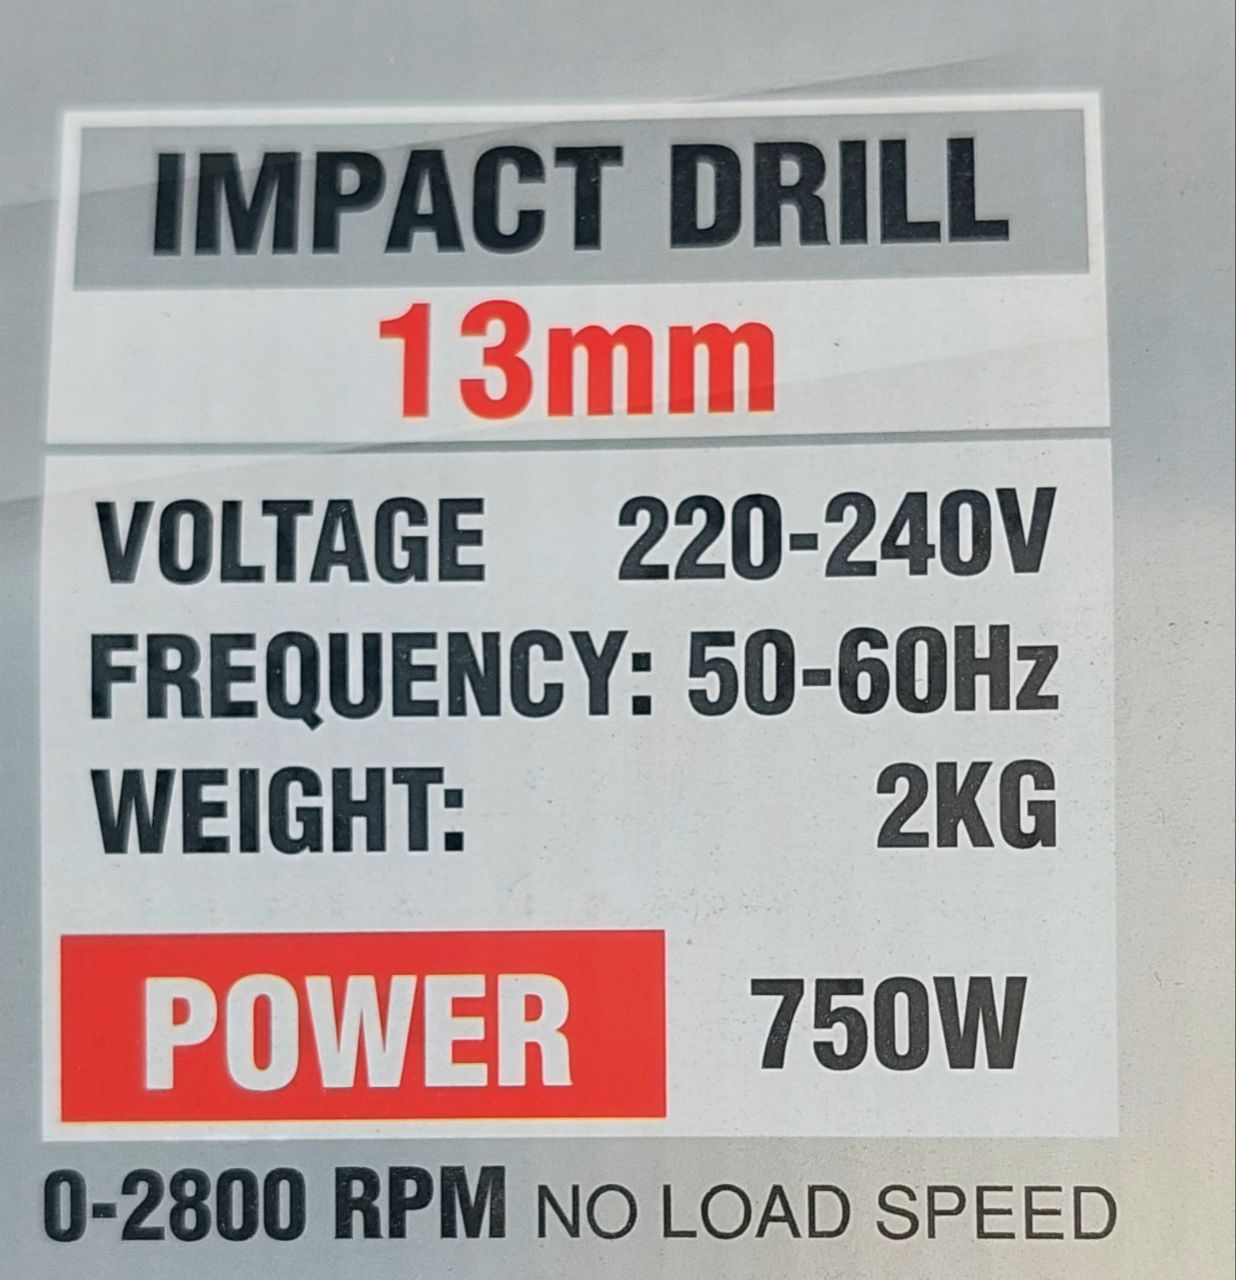 IMPACT DRILL
13mm
VOLTAGE 220-240V
FREQUENCY: 50-60Hz
WEIGHT: 2KG
POWER 750W
0-2800 RPM NO LOAD SPEED